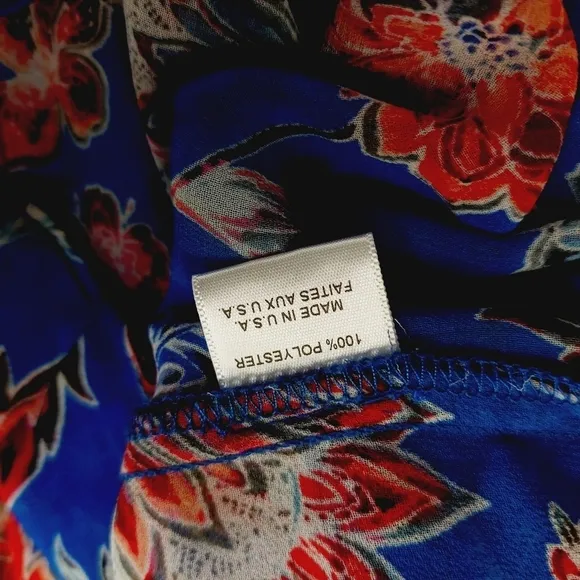 100% POLYESTER
MADE IN U.S.A.
FAITES AUX U.S.A.